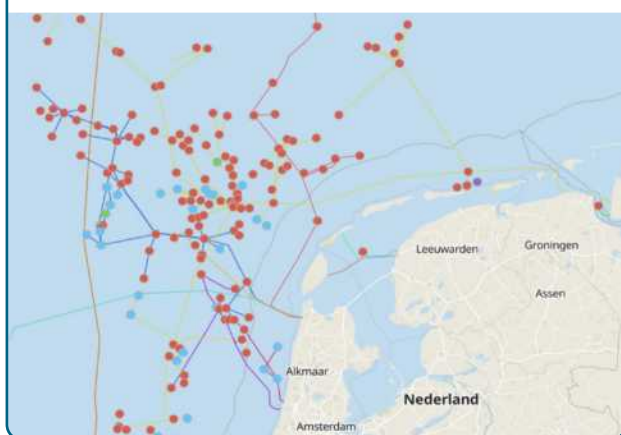 Leeuwarden
Groningen
Assen
Alkmaar
Nederland
Amsterdam